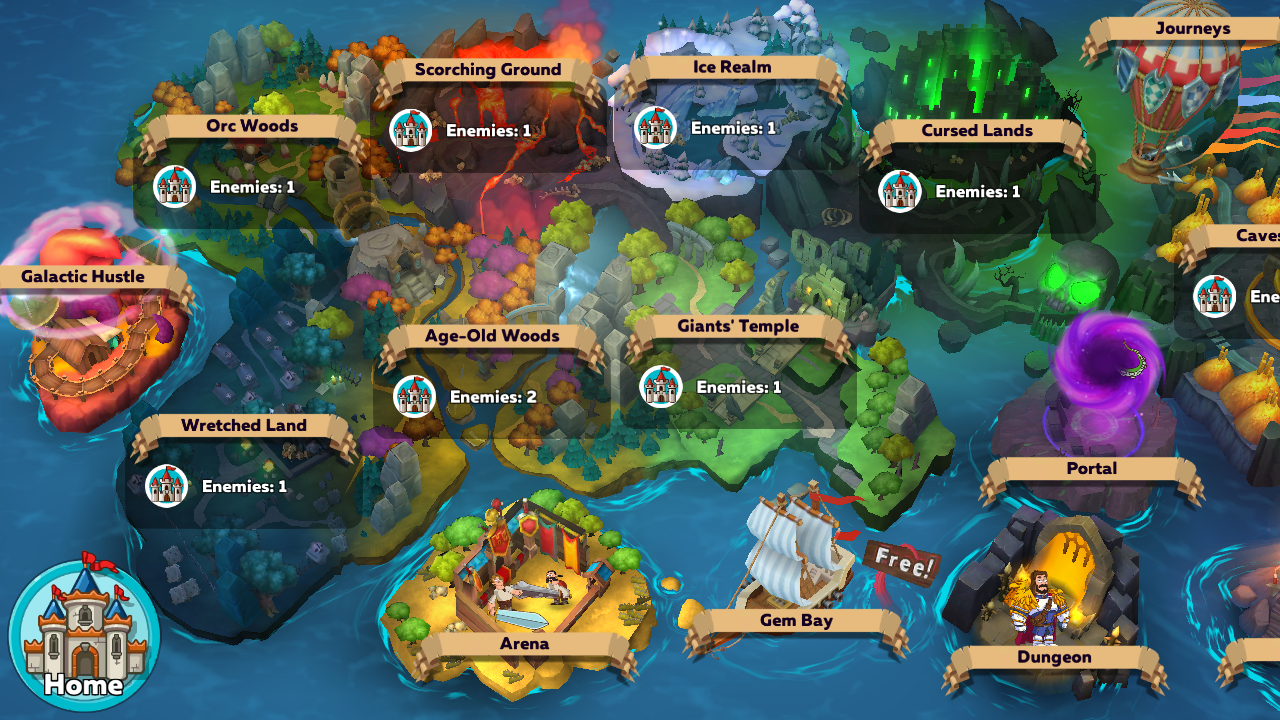 Journeys
Scorching Ground
Enemies: 1
Ice Realm
Enemies: 1
Orc Woods
Enemies: 1
Cursed Lands
Enemies: 1
Galactic Hustle
Caves
Ene
Age-Old Woods
Enemies: 2
Giants' Temple
Enemies: 1
Wretched Land
Enemies: 1
Portal
Free!
Gem Bay
Arena
Dungeon
Home